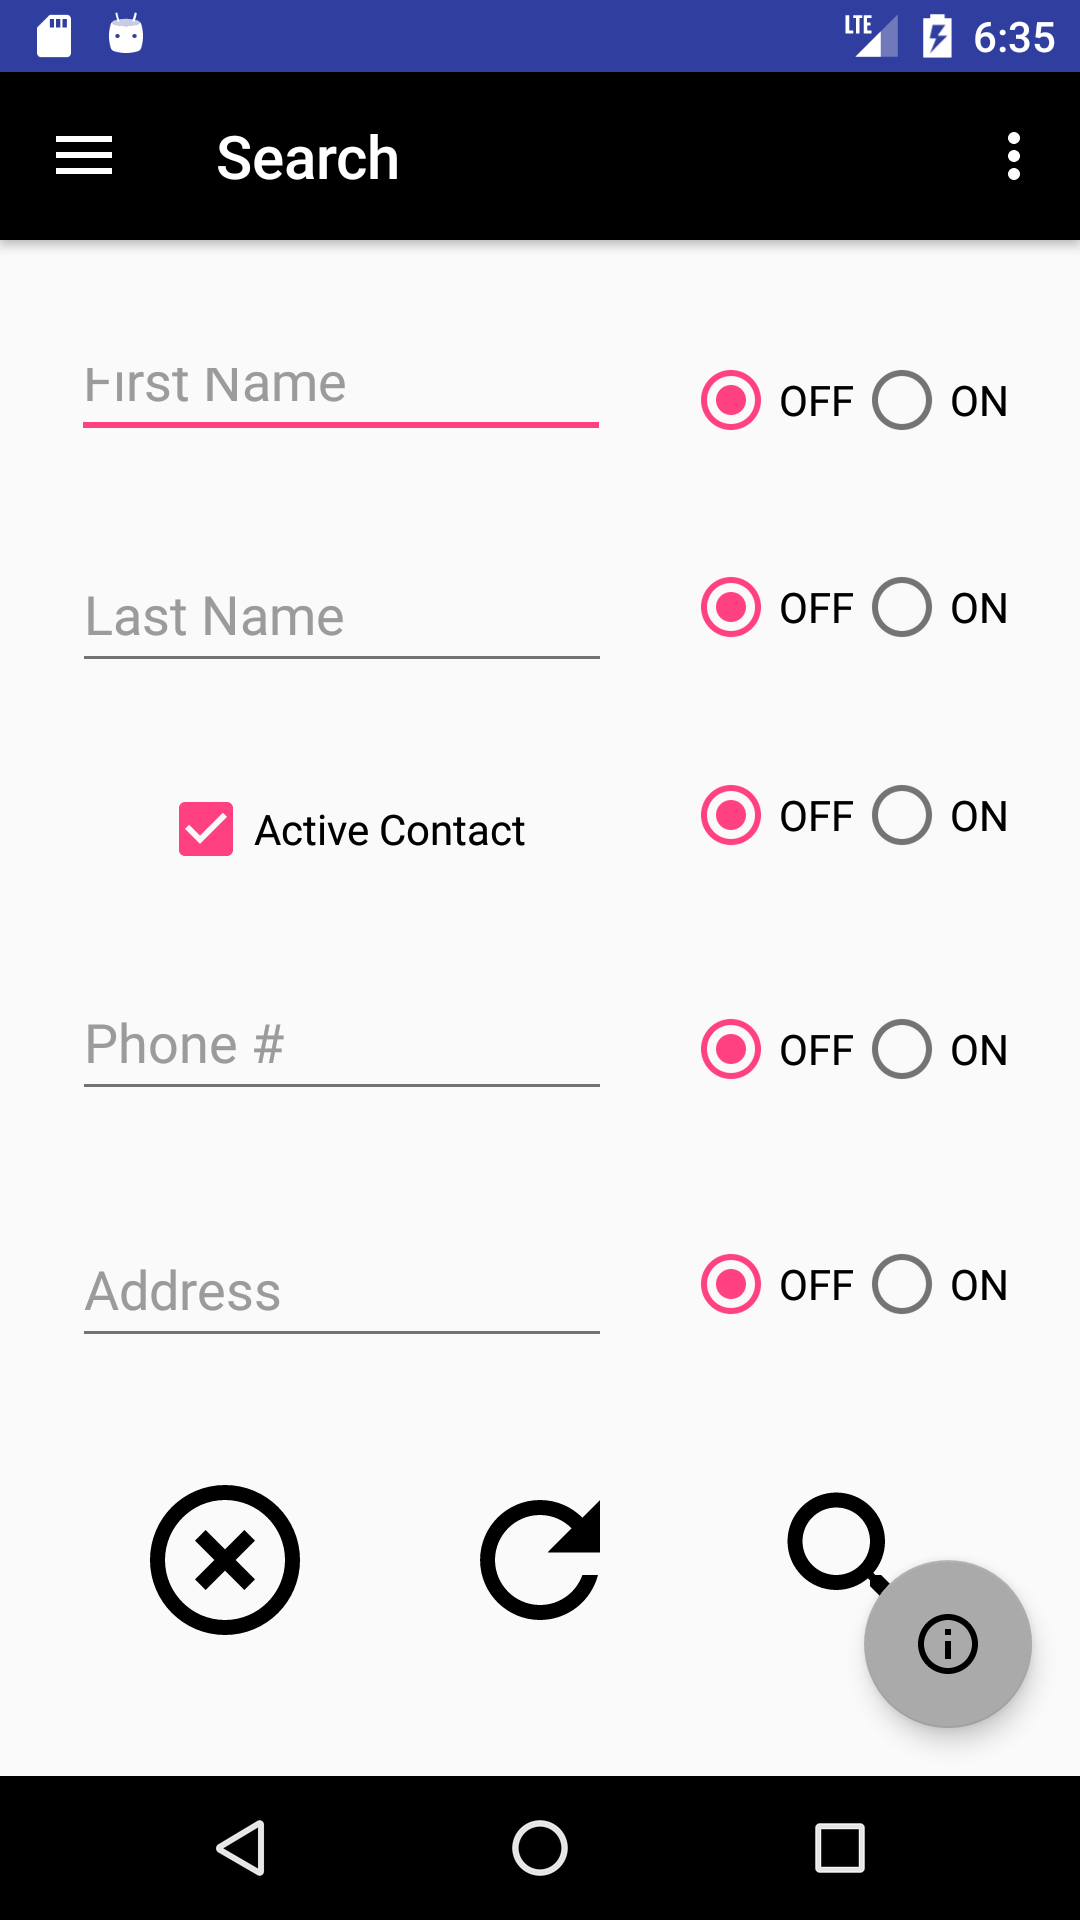 LTE 6:35
Search
First Name OFF ON
Last Name OFF ON
Active Contact OFF ON
Phone # OFF ON
Address OFF ON